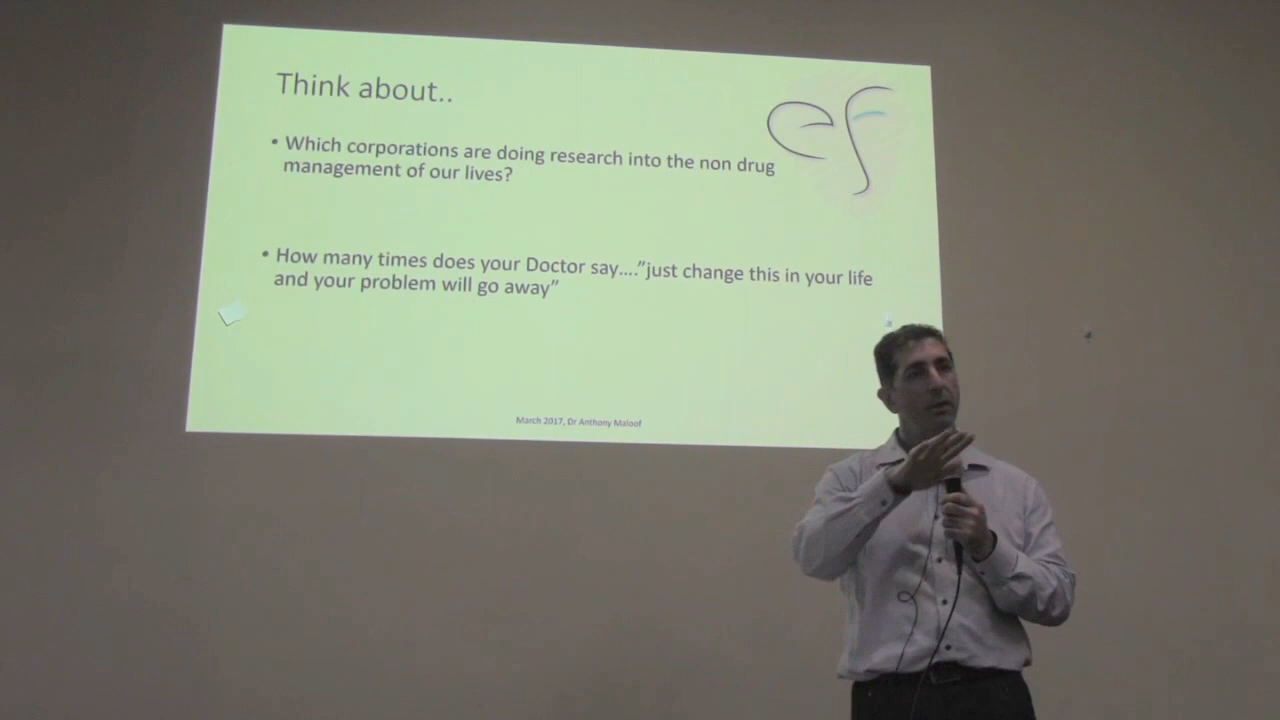 Think about..
ef
• Which corporations are doing research into the non drug
management of our lives?
• How many times does your Doctor say....”just change this in your life
and your problem will go away”
March 2017, Dr Anthony Maloof